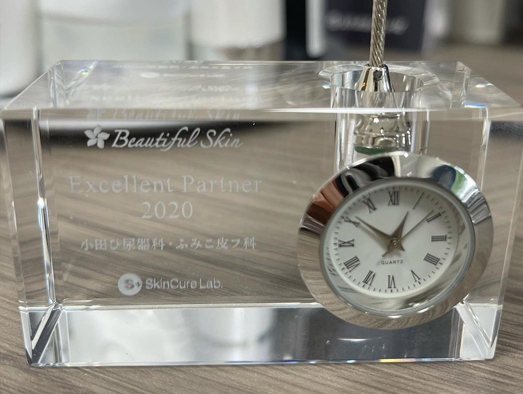 Beautiful Skin
Excellent Partner
2020
小田ひ尿器科・ふみこ皮フ科
S+ SkinCure Lab.
XII
QUARTZ